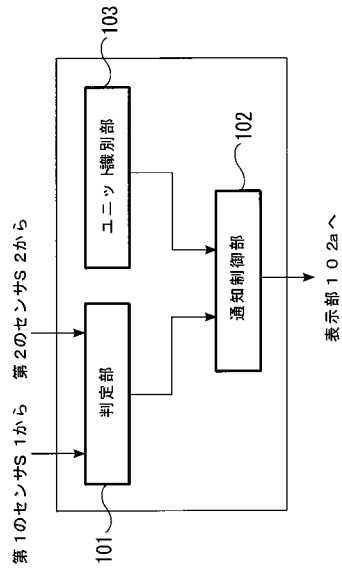 第1のセンサS1から
第2のセンサS2から
101
判定部
ユニット識別部
103
通知制御部
102
表示部102aへ